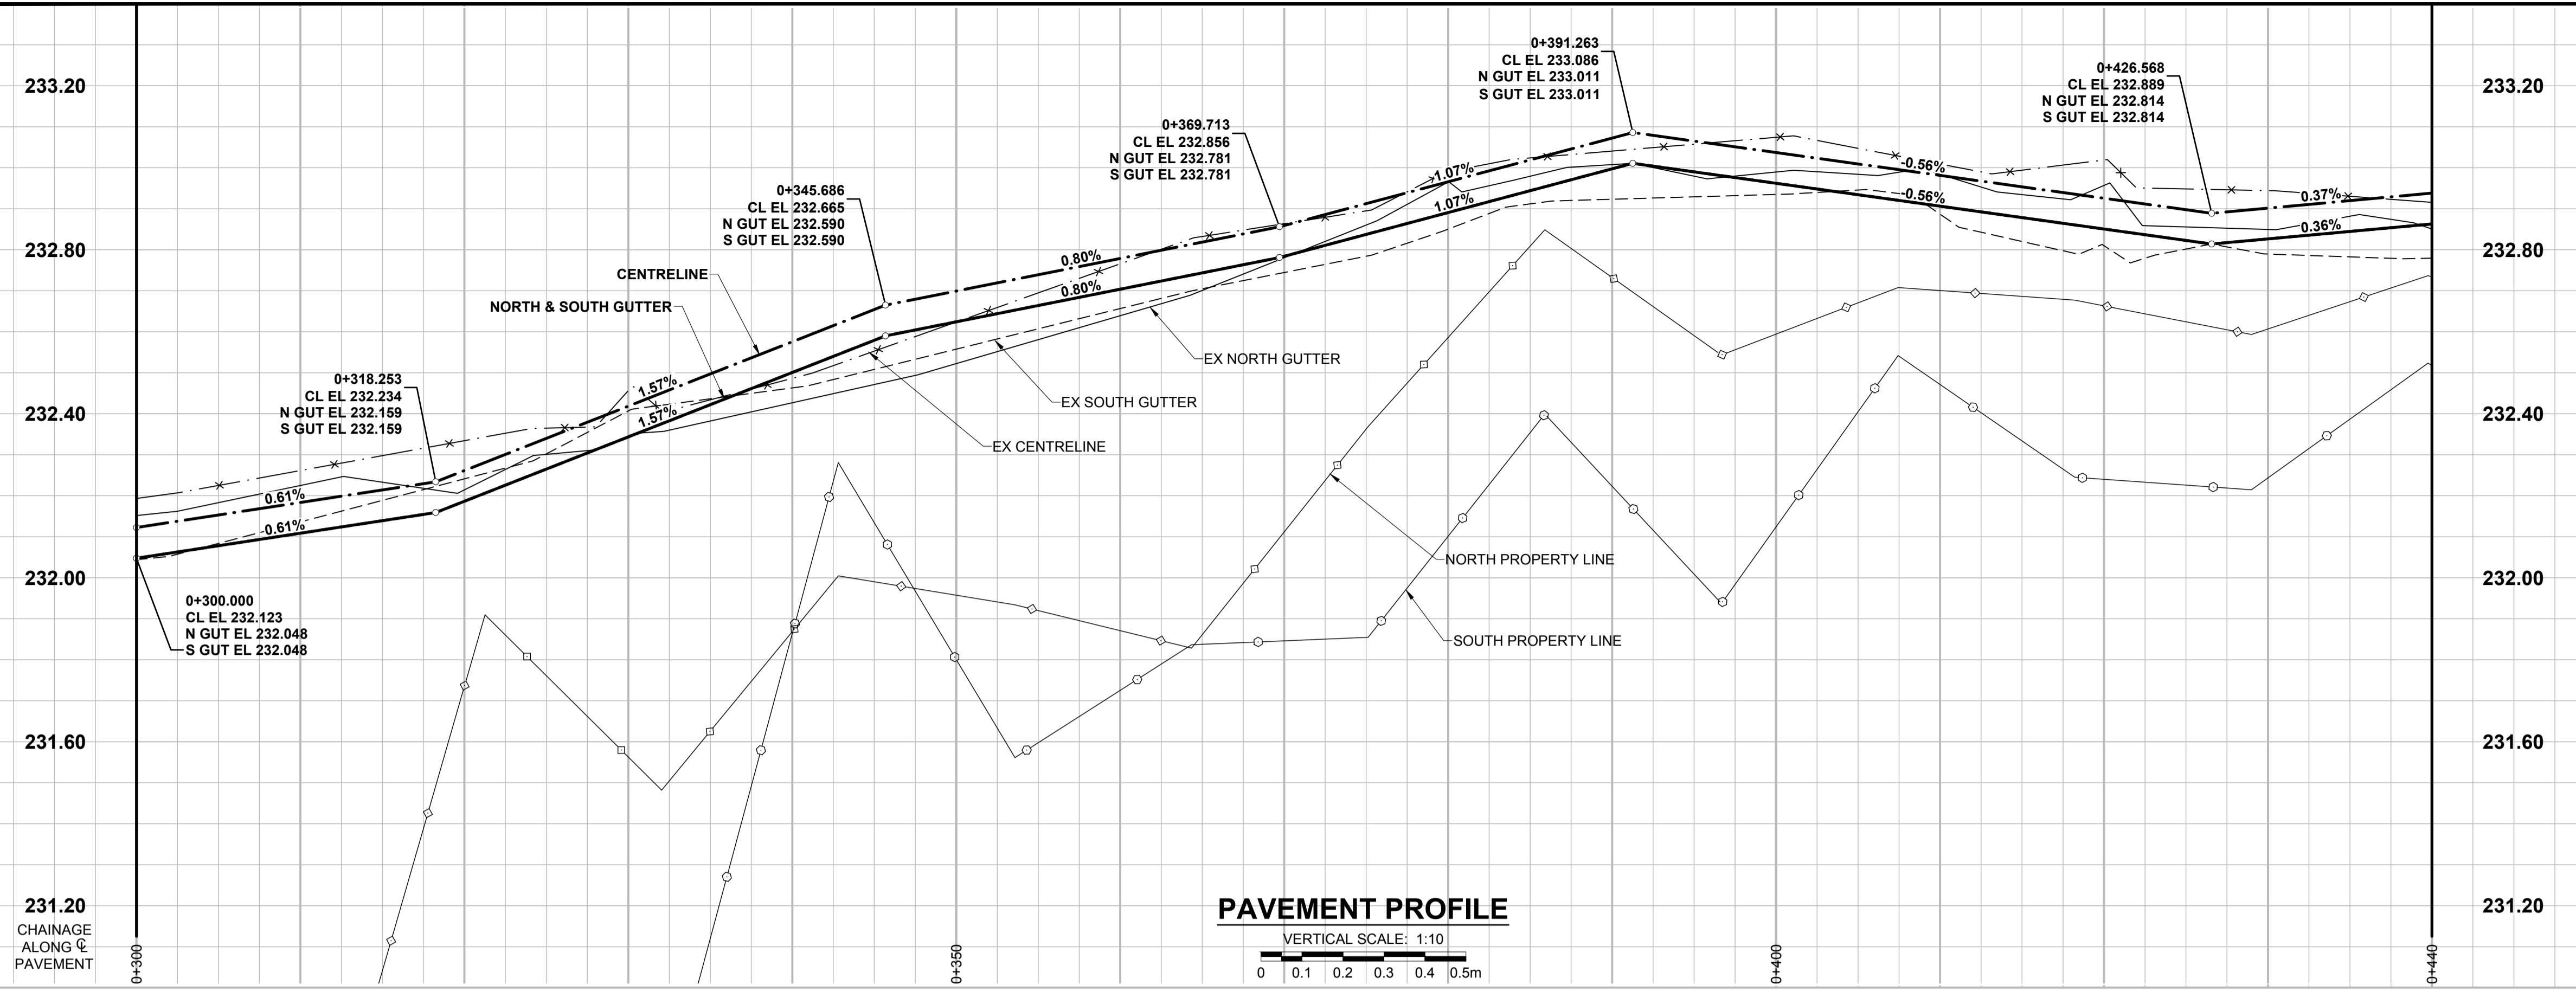 0+391.263
CL EL 233.086
N GUT EL 233.011
S GUT EL 233.011
0+426.568
CL EL 232.889
N GUT EL 232.814
S GUT EL 232.814
233.20
233.20
0+369.713
CL EL 232.856
N GUT EL 232.781
S GUT EL 232.781
1.07%
-0.56%
0+345.686
CL EL 232.665
N GUT EL 232.590
S GUT EL 232.590
1.07%
-0.56%
0.37%
0.36%
232.80
232.80
0.80%
0.80%
CENTRELINE
NORTH & SOUTH GUTTER
EX NORTH GUTTER
0+318.253
CL EL 232.234
N GUT EL 232.159
S GUT EL 232.159
1.57%
1.57%
EX SOUTH GUTTER
232.40
232.40
EX CENTRELINE
0.61%
0.61%
NORTH PROPERTY LINE
232.00
232.00
0+300.000
CL EL 232.123
N GUT EL 232.048
S GUT EL 232.048
SOUTH PROPERTY LINE
231.60
231.60
231.20
231.20
PAVEMENT PROFILE
VERTICAL SCALE: 1:10
0 0.1 0.2 0.3 0.4 0.5m
CHAINAGE
ALONG ℄
PAVEMENT
0+300
0+350
0+400
0+440